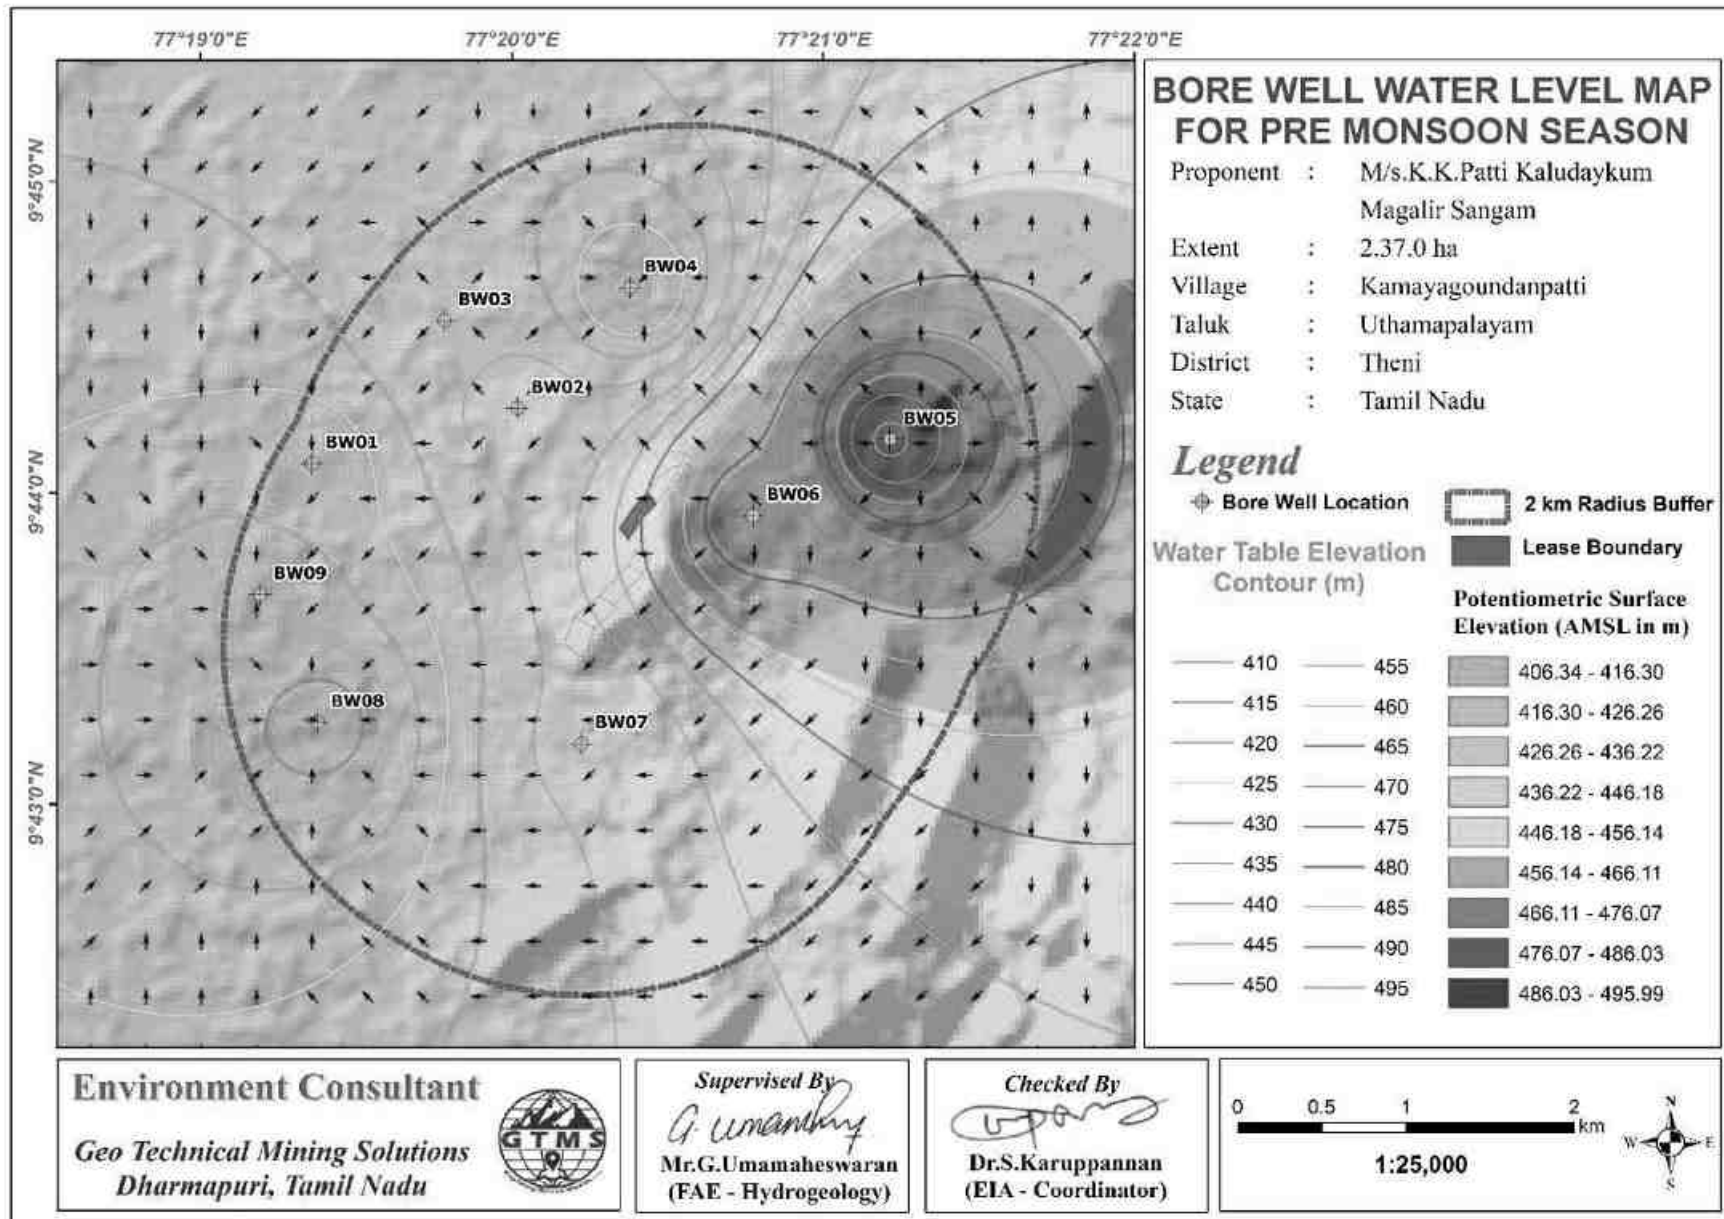 77°19'0"E 77°20'0"E 77°21'0"E 77°22'0"E
9°45'0"N
9°44'0"N
9°43'0"N
BW04
BW03
BW02
BW05
BW01
BW06
BW09
BW08
BW07
BORE WELL WATER LEVEL MAP
FOR PRE MONSOON SEASON
Proponent : M/s.K.K.Patti Kaludaykum
Magalir Sangam
Extent : 2.37.0 ha
Village : Kamayagoundanpatti
Taluk : Uthamapalayam
District : Theni
State : Tamil Nadu
Legend
Bore Well Location
2 km Radius Buffer
Lease Boundary
Water Table Elevation
Contour (m)
410 455
415 460
420 465
425 470
430 475
435 480
440 485
445 490
450 495
Potentiometric Surface
Elevation (AMSL in m)
406.34 - 416.30
416.30 - 426.26
426.26 - 436.22
436.22 - 446.18
446.18 - 456.14
456.14 - 466.11
466.11 - 476.07
476.07 - 486.03
486.03 - 495.99
Environment Consultant
Geo Technical Mining Solutions
Dharmapuri, Tamil Nadu
GTMS
Supervised By
G. Umamaheswaran
Mr.G.Umamaheswaran
(FAE - Hydrogeology)
Checked By
Dr.S.Karuppannan
(EIA - Coordinator)
0 0.5 1 2
km
1:25,000
N
W E
S